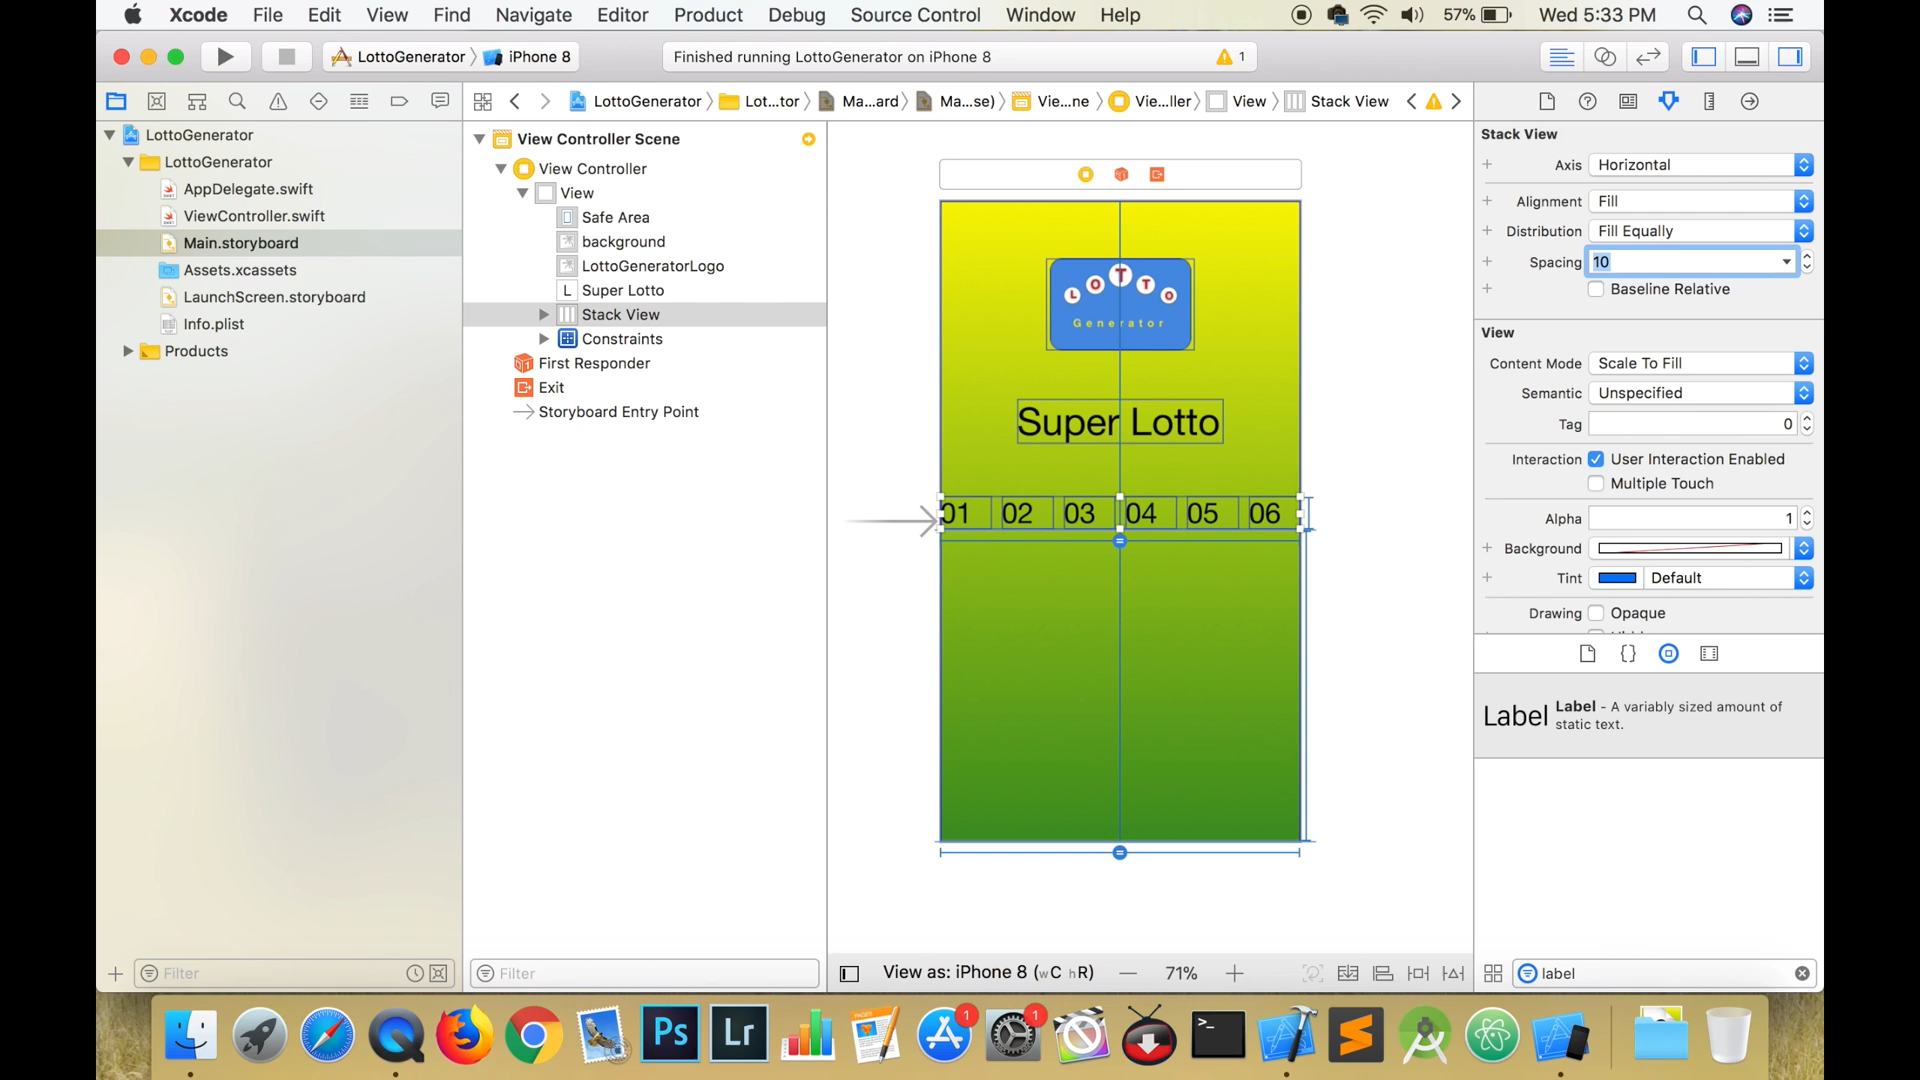 Xcode File Edit View Find Navigate Editor Product Debug Source Control Window Help 57% Wed 5:33 PM
LottoGenerator iPhone 8 Finished running LottoGenerator on iPhone 8 1
LottoGenerator Lot...tor Ma...ard Ma...se) Vie...ne Vie...ller View Stack View
LottoGenerator
LottoGenerator
AppDelegate.swift
ViewController.swift
Main.storyboard
Assets.xcassets
LaunchScreen.storyboard
Info.plist
Products
Filter
View Controller Scene
View Controller
View
Safe Area
background
LottoGeneratorLogo
L Super Lotto
Stack View
Constraints
First Responder
Exit
Storyboard Entry Point
Filter
LOTTO
Generator
Super Lotto
01 02 03 04 05 06
View as: iPhone 8 (wC hR) — 71% +
Stack View
Axis Horizontal
Alignment Fill
Distribution Fill Equally
Spacing 10
Baseline Relative
View
Content Mode Scale To Fill
Semantic Unspecified
Tag 0
Interaction User Interaction Enabled
Multiple Touch
Alpha 1
Background
Tint Default
Drawing Opaque
Label Label - A variably sized amount of
static text.
label
Ps Lr 1 1